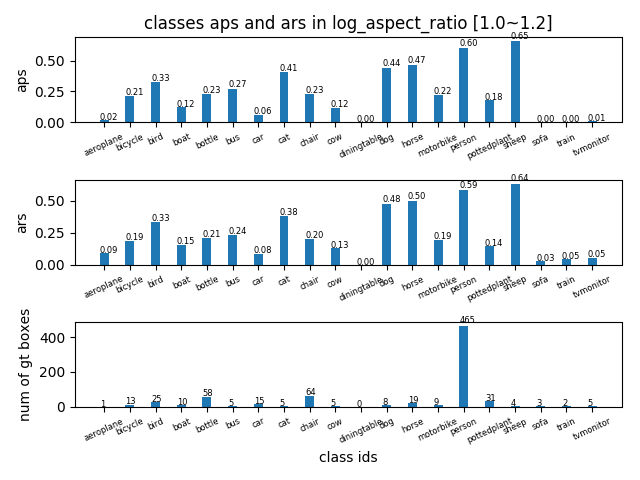 classes aps and ars in log_aspect_ratio [1.0~1.2]
aps
0.50
0.25
0.00
0.02 0.21 0.33 0.12 0.23 0.27 0.06 0.41 0.23 0.12 0.00 0.44 0.47 0.22 0.60 0.18 0.65 0.00 0.00 0.01
aeroplane bicycle bird boat bottle bus car cat chair cow diningtable dog horse motorbike person pottedplant sheep sofa train tvmonitor
ars
0.50
0.25
0.00
0.09 0.19 0.33 0.15 0.21 0.24 0.08 0.38 0.20 0.13 0.00 0.48 0.50 0.19 0.59 0.14 0.64 0.03 0.05 0.05
aeroplane bicycle bird boat bottle bus car cat chair cow diningtable dog horse motorbike person pottedplant sheep sofa train tvmonitor
num of gt boxes
400
200
0
1 13 25 10 58 5 15 5 64 5 0 8 19 9 465 31 4 3 2 5
aeroplane bicycle bird boat bottle bus car cat chair cow diningtable dog horse motorbike person pottedplant sheep sofa train tvmonitor
class ids